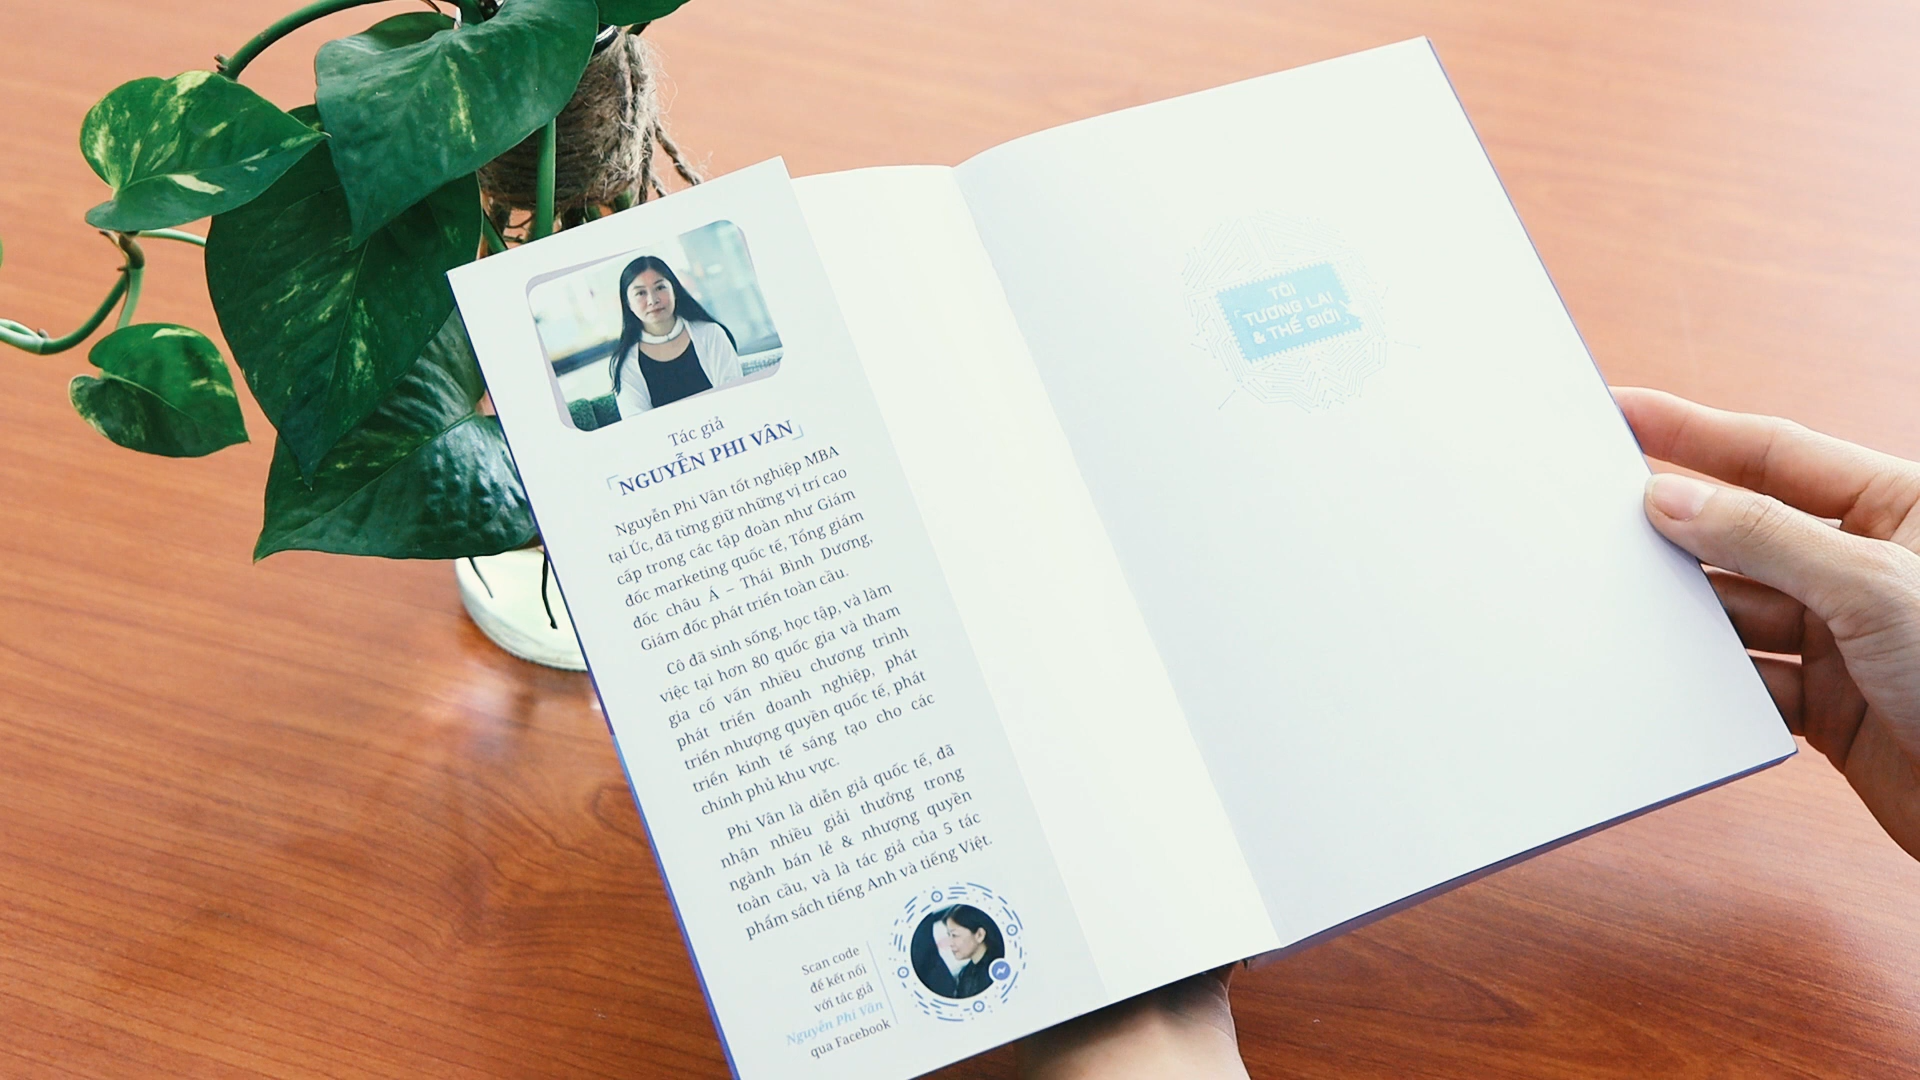 Tác giả
NGUYỄN PHI VÂN
Nguyễn Phi Vân tốt nghiệp MBA
tại Úc, đã từng giữ những vị trí cao
cấp trong các tập đoàn như Giám
đốc marketing quốc tế, Tổng giám
đốc châu Á – Thái Bình Dương,
Giám đốc phát triển toàn cầu.
Cô đã sinh sống, học tập, và làm
việc tại hơn 80 quốc gia và tham
gia cố vấn nhiều chương trình
phát triển doanh nghiệp, phát
triển nhượng quyền quốc tế, phát
triển kinh tế sáng tạo cho các
chính phủ khu vực.
Phi Vân là diễn giả quốc tế, đã
nhận nhiều giải thưởng trong
ngành bán lẻ & nhượng quyền
toàn cầu, và là tác giả của 5 tác
phẩm sách tiếng Anh và tiếng Việt.
Scan code
để kết nối
với tác giả
Nguyễn Phi Vân
qua Facebook
TÔI
TƯƠNG LAI
& THẾ GIỚI